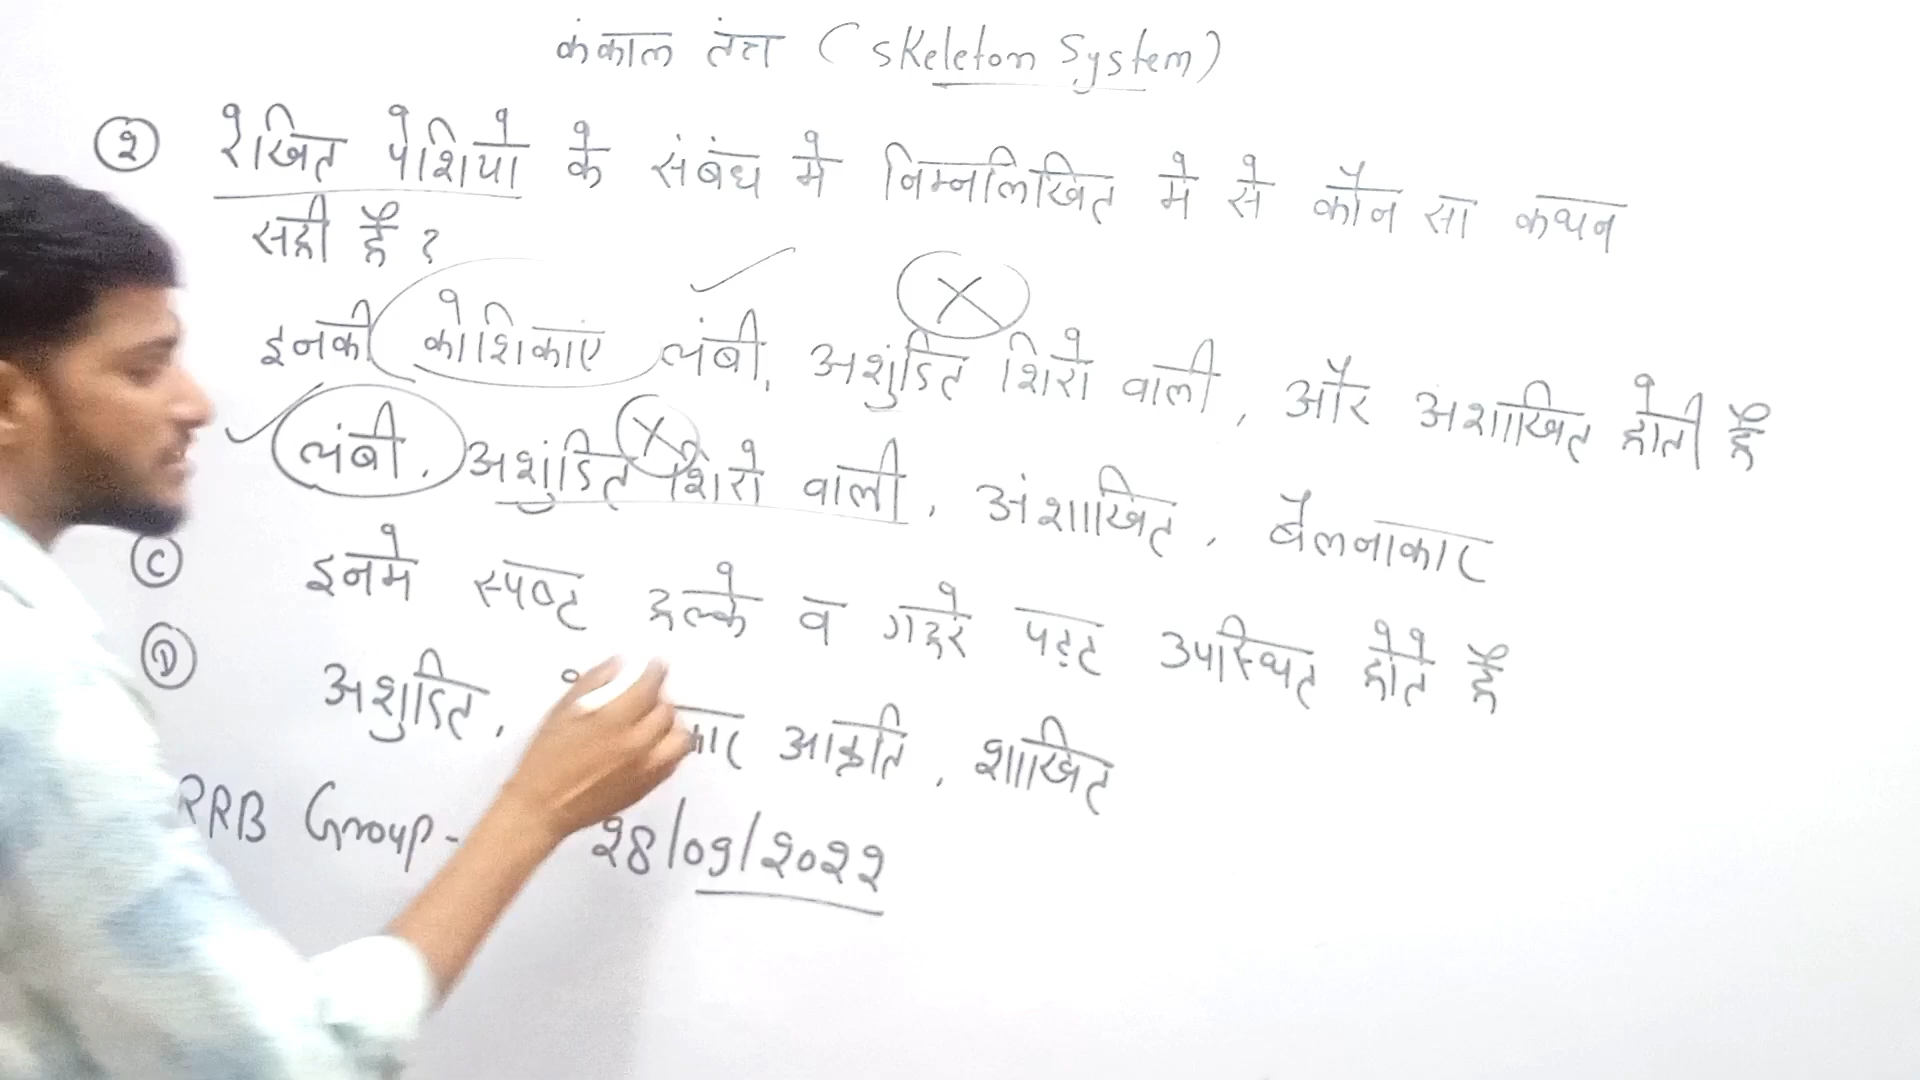 कंकाल तंत्र (Skeleton System)
② रेखित पेशियो के संबंध मे निम्नलिखित मे से कौन सा कथन
सही है ?
इनकी कोशिकाएं लंबी, अशुंडित शिरो वाली, और अशाखित होती है
लंबी, अशुंडित शिरो वाली, अंशाखित, बेलनाकार
Ⓒ इनमे स्पष्ट हल्के व गहरे पट्ट उपस्थित होते है
Ⓓ अशुडित, आकृति, शाखित
RRB Group- 28/09/2022